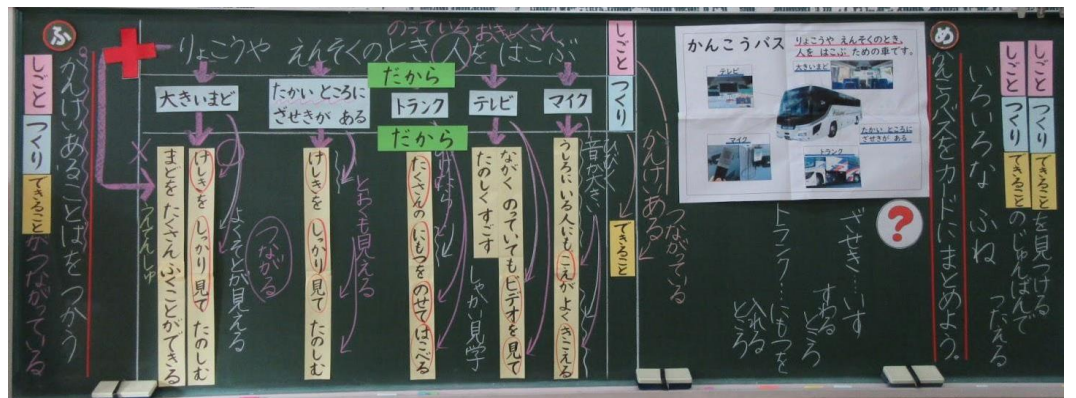 しごと つくり できること を見つける
しごと つくり できること のじゅんばんで つたえる
いろいろな ふね
め
かんこうバスをカードにまとめよう。
?
かんこうバス
りょこうや えんそくのとき、
人を はこぶ ための車です。
テレビ
大きいまど
マイク
トランク
たかい ところに
ざせきが ある
ざせき…いす
すわる
ところ
トランク…にもつを
入れる
ところ
しごと
つくり
できること
かんけいある
つながっている
のっている おきゃくさん
りょこうや えんそくのとき、人を はこぶ
だから
マイク
テレビ
トランク
たかい ところに
ざせきが ある
大きいまど
だから
うしろにいる人にも こえが よく きこえる
ながく のっていても ビデオを見て
たのしく すごす
しゃかい見学
たくさんの にもつを のせて はこべる
とおくも見える
けしきを しっかり見て たのしむ
つながる
よくそとが見える
けしきを しっかり見て たのしむ
まどを たくさん ふくことができる
ふ
かんけいあることばを つかう
しごと つくり できること がつながっている